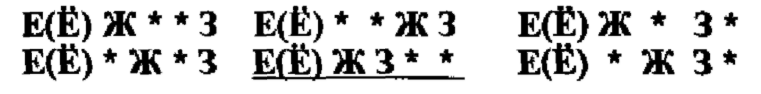 Е(Ё) Ж * * З Е(Ё) * * Ж З Е(Ё) Ж * З *
Е(Ё) * Ж * З Е(Ё) Ж З * * Е(Ё) * Ж З *